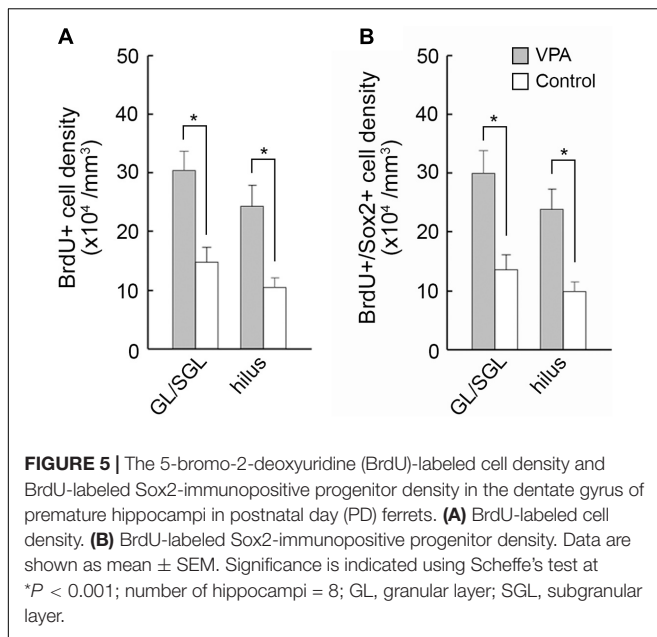 A
BrdU+ cell density
(x10⁴ /mm³)
50
40
30
20
10
0
GL/SGL
hilus
*
*
B
BrdU+/Sox2+ cell density
(x10⁴ /mm³)
50
40
30
20
10
0
GL/SGL
hilus
*
*
VPA
Control
FIGURE 5 | The 5-bromo-2-deoxyuridine (BrdU)-labeled cell density and
BrdU-labeled Sox2-immunopositive progenitor density in the dentate gyrus of
premature hippocampi in postnatal day (PD) ferrets. (A) BrdU-labeled cell
density. (B) BrdU-labeled Sox2-immunopositive progenitor density. Data are
shown as mean ± SEM. Significance is indicated using Scheffe's test at
*P < 0.001; number of hippocampi = 8; GL, granular layer; SGL, subgranular
layer.